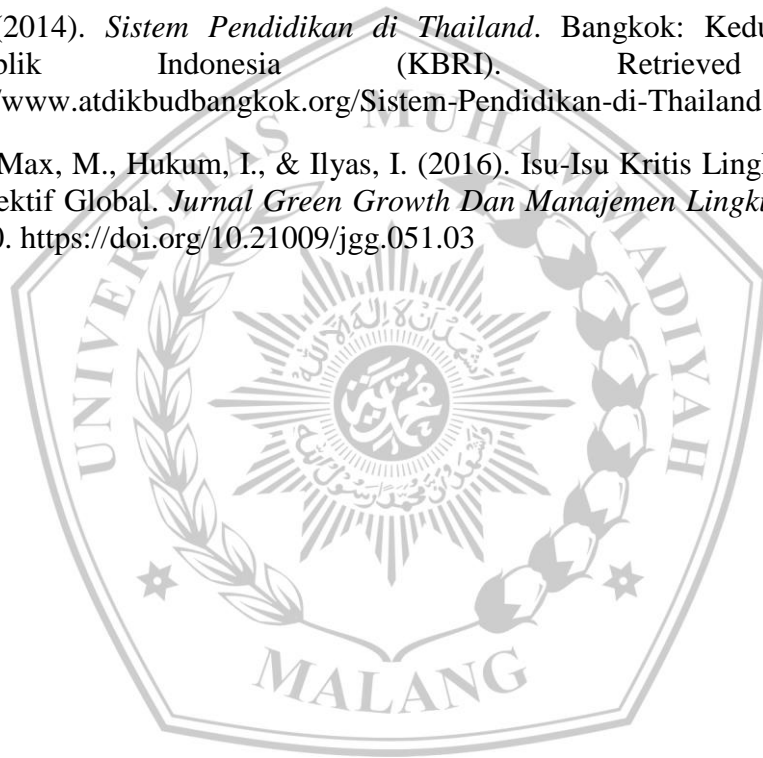 (2014). Sistem Pendidikan di Thailand. Bangkok: Kedu
blik Indonesia (KBRI). Retrieved
/www.atdikbudbangkok.org/Sistem-Pendidikan-di-Thailand
Max, M., Hukum, I., & Ilyas, I. (2016). Isu-Isu Kritis Lingk
ektif Global. Jurnal Green Growth Dan Manajemen Lingku
). https://doi.org/10.21009/jgg.051.03
UNIVERSITAS MUHAMMADIYAH
MALANG